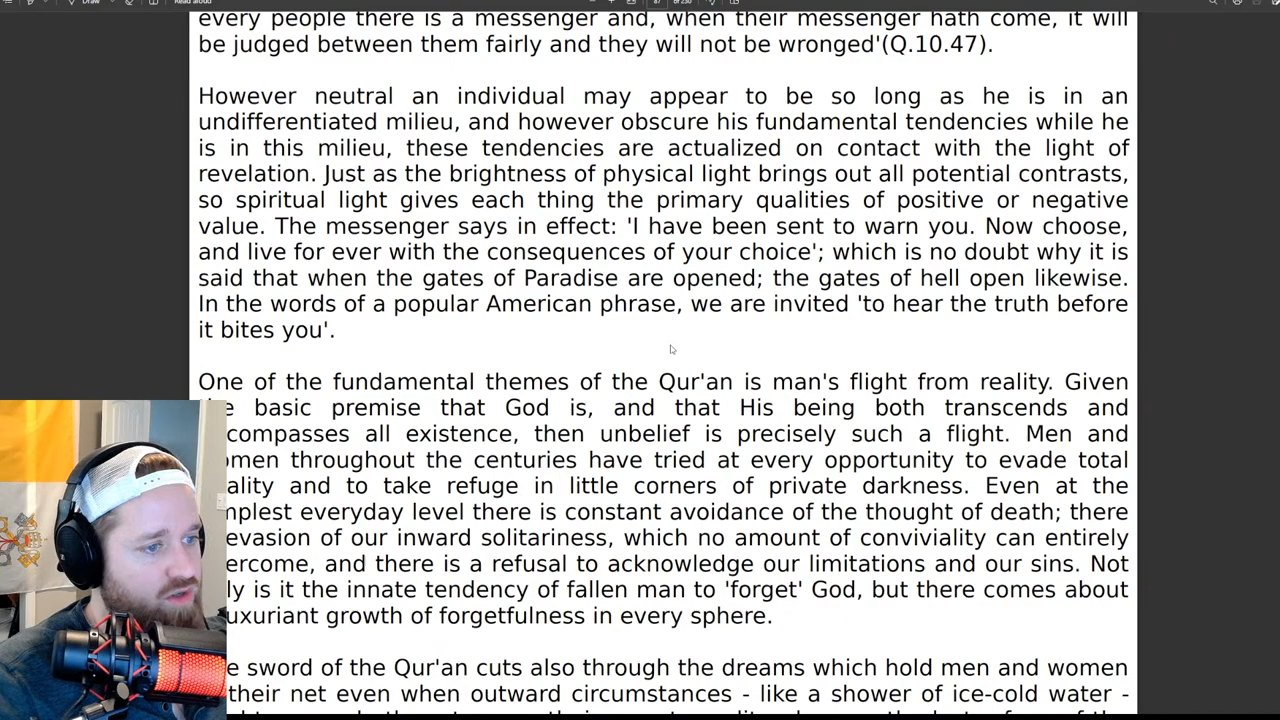 Draw
Read aloud
87
of 230
every people there is a messenger and, when their messenger hath come, it will
be judged between them fairly and they will not be wronged'(Q.10.47).
However neutral an individual may appear to be so long as he is in an
undifferentiated milieu, and however obscure his fundamental tendencies while he
is in this milieu, these tendencies are actualized on contact with the light of
revelation. Just as the brightness of physical light brings out all potential contrasts,
so spiritual light gives each thing the primary qualities of positive or negative
value. The messenger says in effect: 'I have been sent to warn you. Now choose,
and live for ever with the consequences of your choice'; which is no doubt why it is
said that when the gates of Paradise are opened; the gates of hell open likewise.
In the words of a popular American phrase, we are invited 'to hear the truth before
it bites you'.
One of the fundamental themes of the Qur'an is man's flight from reality. Given
basic premise that God is, and that His being both transcends and
compasses all existence, then unbelief is precisely such a flight. Men and
omen throughout the centuries have tried at every opportunity to evade total
ality and to take refuge in little corners of private darkness. Even at the
mplest everyday level there is constant avoidance of the thought of death; there
evasion of our inward solitariness, which no amount of conviviality can entirely
ercome, and there is a refusal to acknowledge our limitations and our sins. Not
ly is it the innate tendency of fallen man to 'forget' God, but there comes about
uxuriant growth of forgetfulness in every sphere.
e sword of the Qur'an cuts also through the dreams which hold men and women
their net even when outward circumstances - like a shower of ice-cold water -